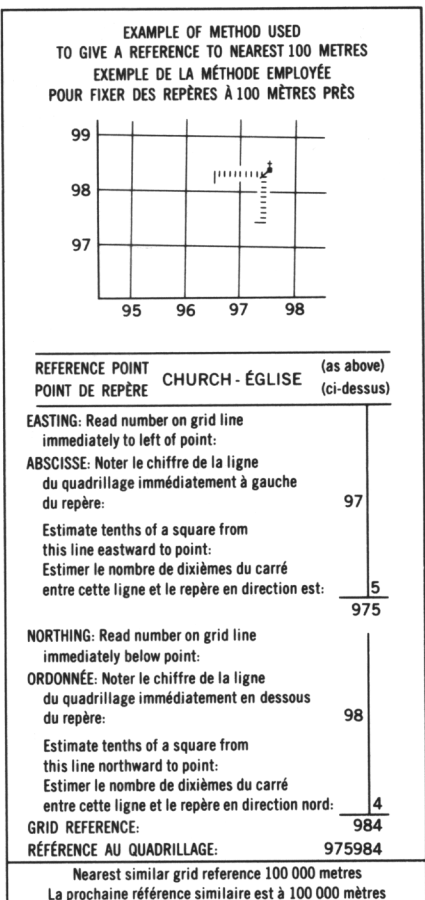 EXAMPLE OF METHOD USED
TO GIVE A REFERENCE TO NEAREST 100 METRES
EXEMPLE DE LA MÉTHODE EMPLOYÉE
POUR FIXER DES REPÈRES À 100 MÈTRES PRÈS
99
98
97
95 96 97 98
REFERENCE POINT
POINT DE REPÈRE
CHURCH - ÉGLISE
(as above)
(ci-dessus)
EASTING: Read number on grid line
immediately to left of point:
ABSCISSE: Noter le chiffre de la ligne
du quadrillage immédiatement à gauche
du repère: 97
Estimate tenths of a square from
this line eastward to point:
Estimer le nombre de dixièmes du carré
entre cette ligne et le repère en direction est: 5
975
NORTHING: Read number on grid line
immediately below point:
ORDONNÉE: Noter le chiffre de la ligne
du quadrillage immédiatement en dessous
du repère: 98
Estimate tenths of a square from
this line northward to point:
Estimer le nombre de dixièmes du carré
entre cette ligne et le repère en direction nord: 4
GRID REFERENCE: 984
RÉFÉRENCE AU QUADRILLAGE: 975984
Nearest similar grid reference 100 000 metres
La prochaine référence similaire est à 100 000 mètres